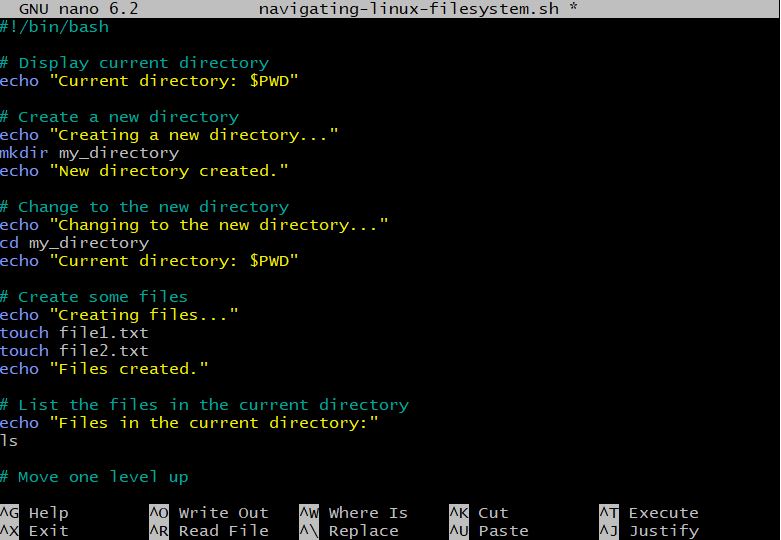 GNU nano 6.2 navigating-linux-filesystem.sh *
#!/bin/bash
# Display current directory
echo "Current directory: $PWD"
# Create a new directory
echo "Creating a new directory..."
mkdir my_directory
echo "New directory created."
# Change to the new directory
echo "Changing to the new directory..."
cd my_directory
echo "Current directory: $PWD"
# Create some files
echo "Creating files..."
touch file1.txt
touch file2.txt
echo "Files created."
# List the files in the current directory
echo "Files in the current directory:"
ls
# Move one level up
^G Help ^O Write Out ^W Where Is ^K Cut ^T Execute
^X Exit ^R Read File ^\ Replace ^U Paste ^J Justify